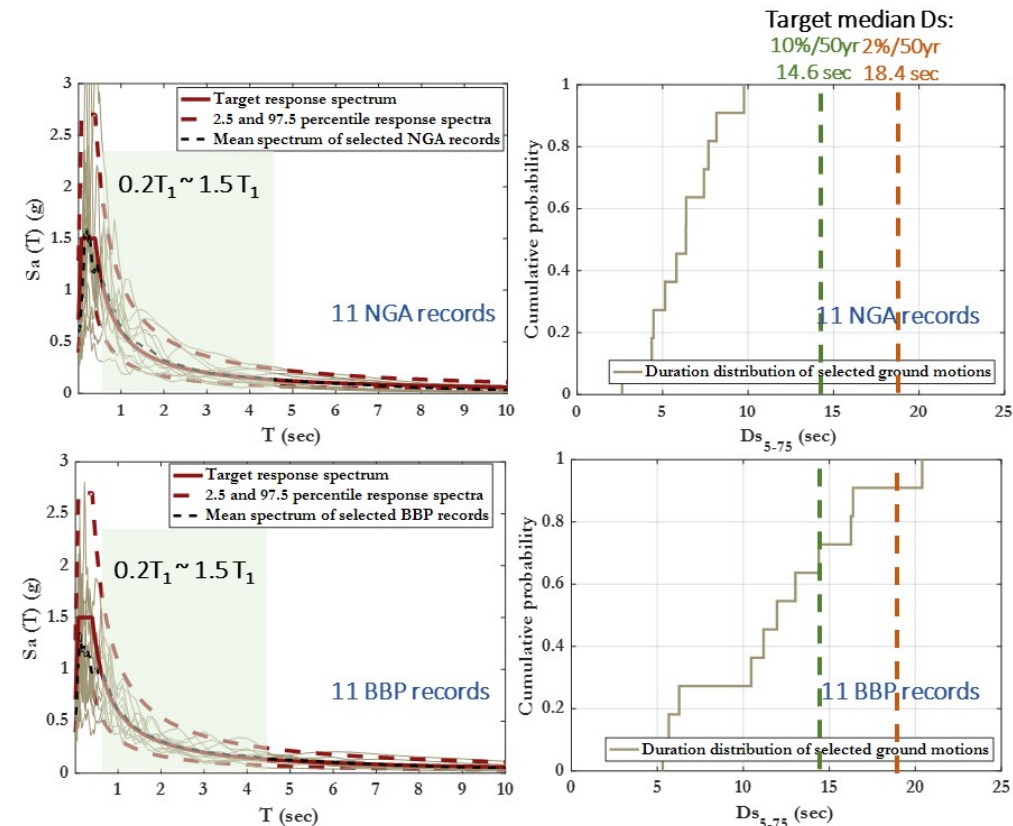 Target median Ds:
10%/50yr 2%/50yr
14.6 sec 18.4 sec
3
2.5
2
1.5
1
0.5
0
Sa (T) (g)
Target response spectrum
2.5 and 97.5 percentile response spectra
Mean spectrum of selected NGA records
0.2T₁ ~ 1.5T₁
11 NGA records
1 2 3 4 5 6 7 8 9 10
T (sec)
1
0.8
0.6
0.4
0.2
0
Cumulative probability
11 NGA records
Duration distribution of selected ground motions
0 5 10 15 20 25
Ds₅₋₇₅ (sec)
3
2.5
2
1.5
1
0.5
0
Sa (T) (g)
Target response spectrum
2.5 and 97.5 percentile response spectra
Mean spectrum of selected BBP records
0.2T₁ ~ 1.5T₁
11 BBP records
1 2 3 4 5 6 7 8 9 10
T (sec)
1
0.8
0.6
0.4
0.2
0
Cumulative probability
11 BBP records
Duration distribution of selected ground motions
0 5 10 15 20 25
Ds₅₋₇₅ (sec)